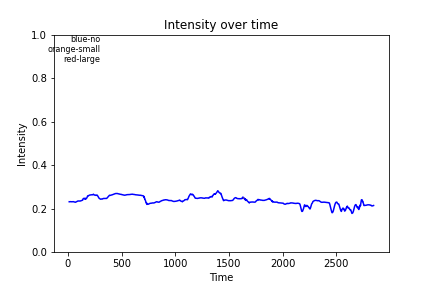 Intensity over time
blue-no
orange-small
red-large
1.0
0.8
0.6
0.4
0.2
0.0
Intensity
0 500 1000 1500 2000 2500
Time